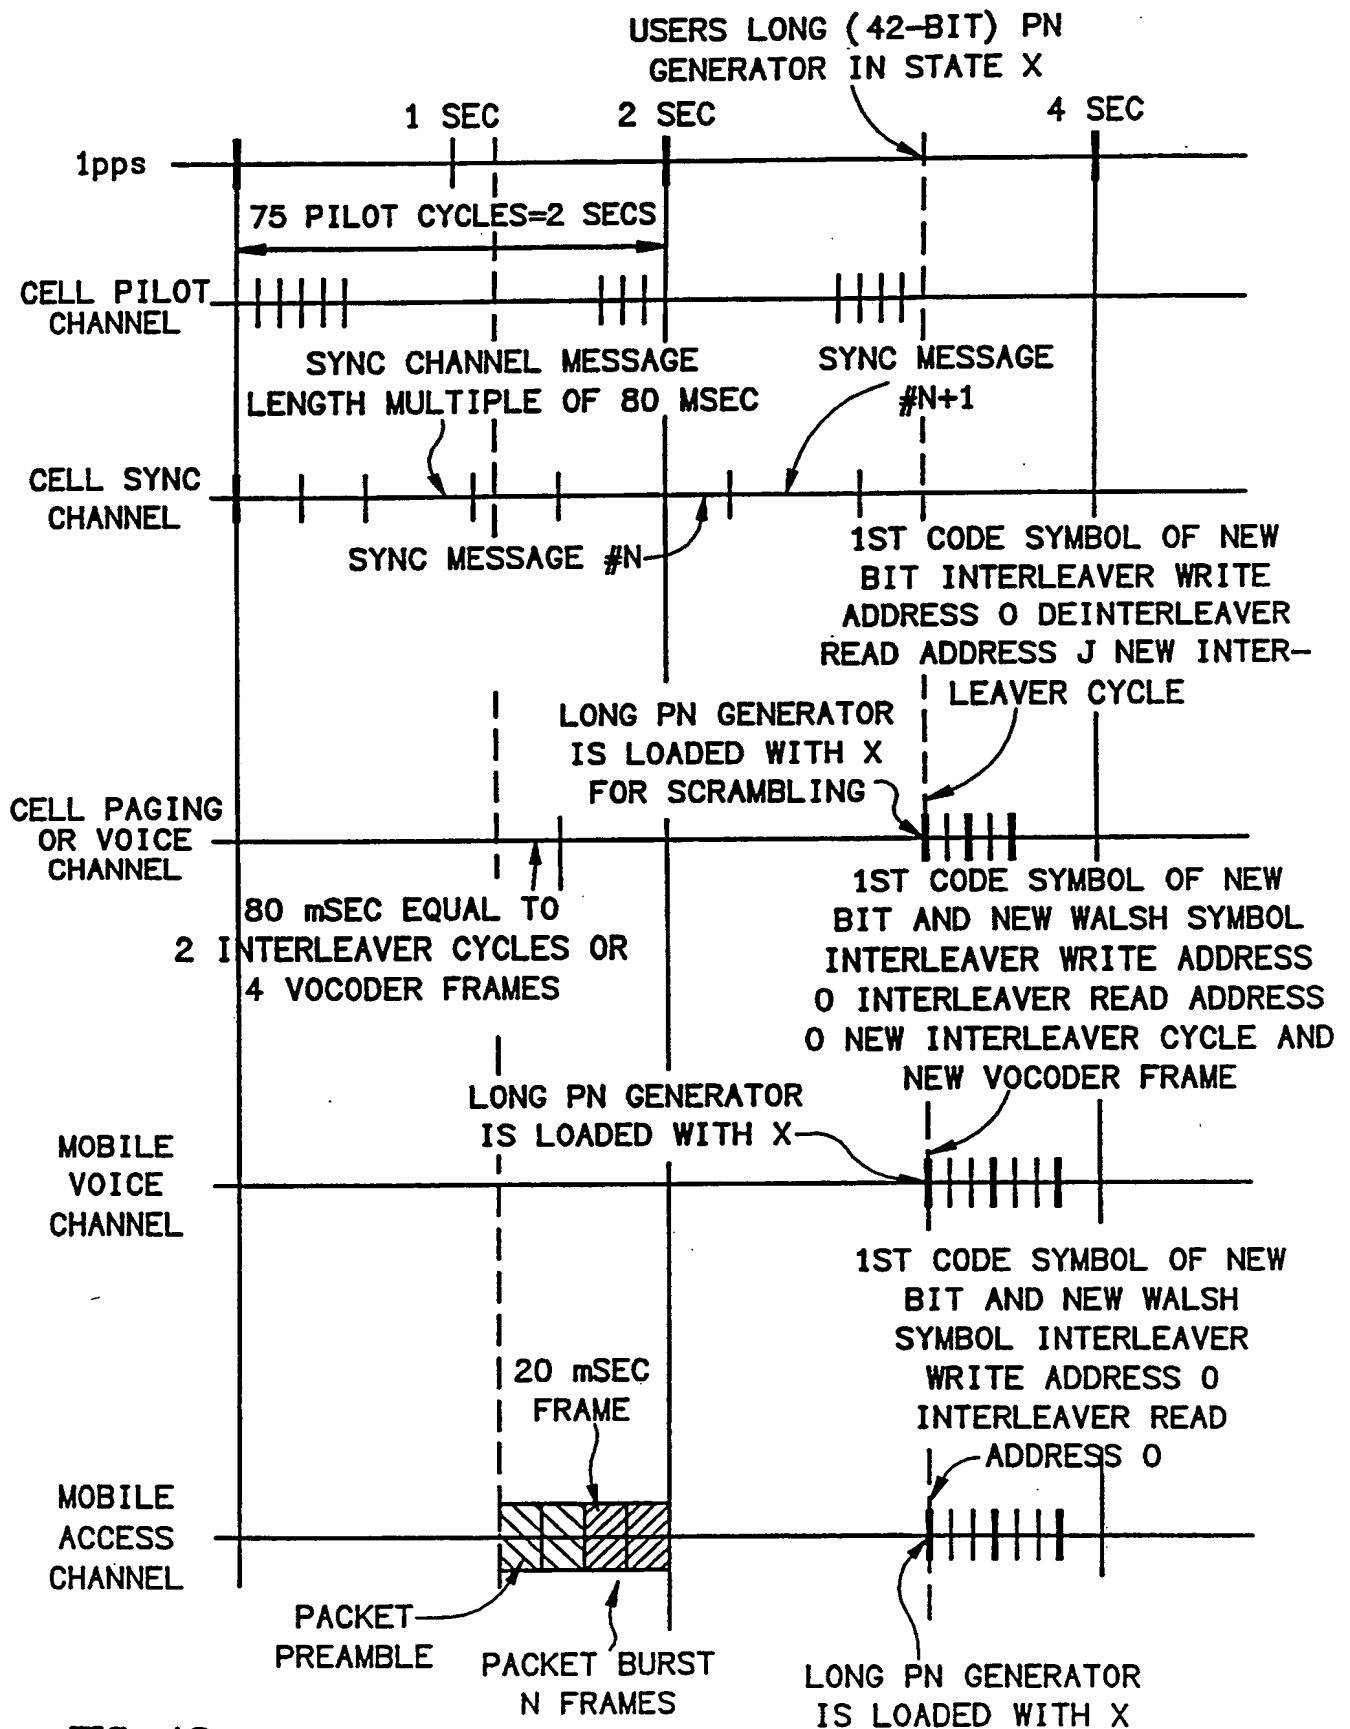 USERS LONG (42-BIT) PN
GENERATOR IN STATE X
1 SEC
2 SEC
4 SEC
1pps
75 PILOT CYCLES=2 SECS
CELL PILOT
CHANNEL
SYNC CHANNEL MESSAGE
LENGTH MULTIPLE OF 80 MSEC
SYNC MESSAGE
#N+1
CELL SYNC
CHANNEL
SYNC MESSAGE #N
1ST CODE SYMBOL OF NEW
BIT INTERLEAVER WRITE
ADDRESS 0 DEINTERLEAVER
READ ADDRESS J NEW INTER-
LEAVER CYCLE
LONG PN GENERATOR
IS LOADED WITH X
FOR SCRAMBLING
CELL PAGING
OR VOICE
CHANNEL
80 mSEC EQUAL TO
2 INTERLEAVER CYCLES OR
4 VOCODER FRAMES
1ST CODE SYMBOL OF NEW
BIT AND NEW WALSH SYMBOL
INTERLEAVER WRITE ADDRESS
0 INTERLEAVER READ ADDRESS
0 NEW INTERLEAVER CYCLE AND
NEW VOCODER FRAME
LONG PN GENERATOR
IS LOADED WITH X
MOBILE
VOICE
CHANNEL
1ST CODE SYMBOL OF NEW
BIT AND NEW WALSH
SYMBOL INTERLEAVER
WRITE ADDRESS 0
INTERLEAVER READ
ADDRESS 0
20 mSEC
FRAME
MOBILE
ACCESS
CHANNEL
PACKET
PREAMBLE
PACKET BURST
N FRAMES
LONG PN GENERATOR
IS LOADED WITH X